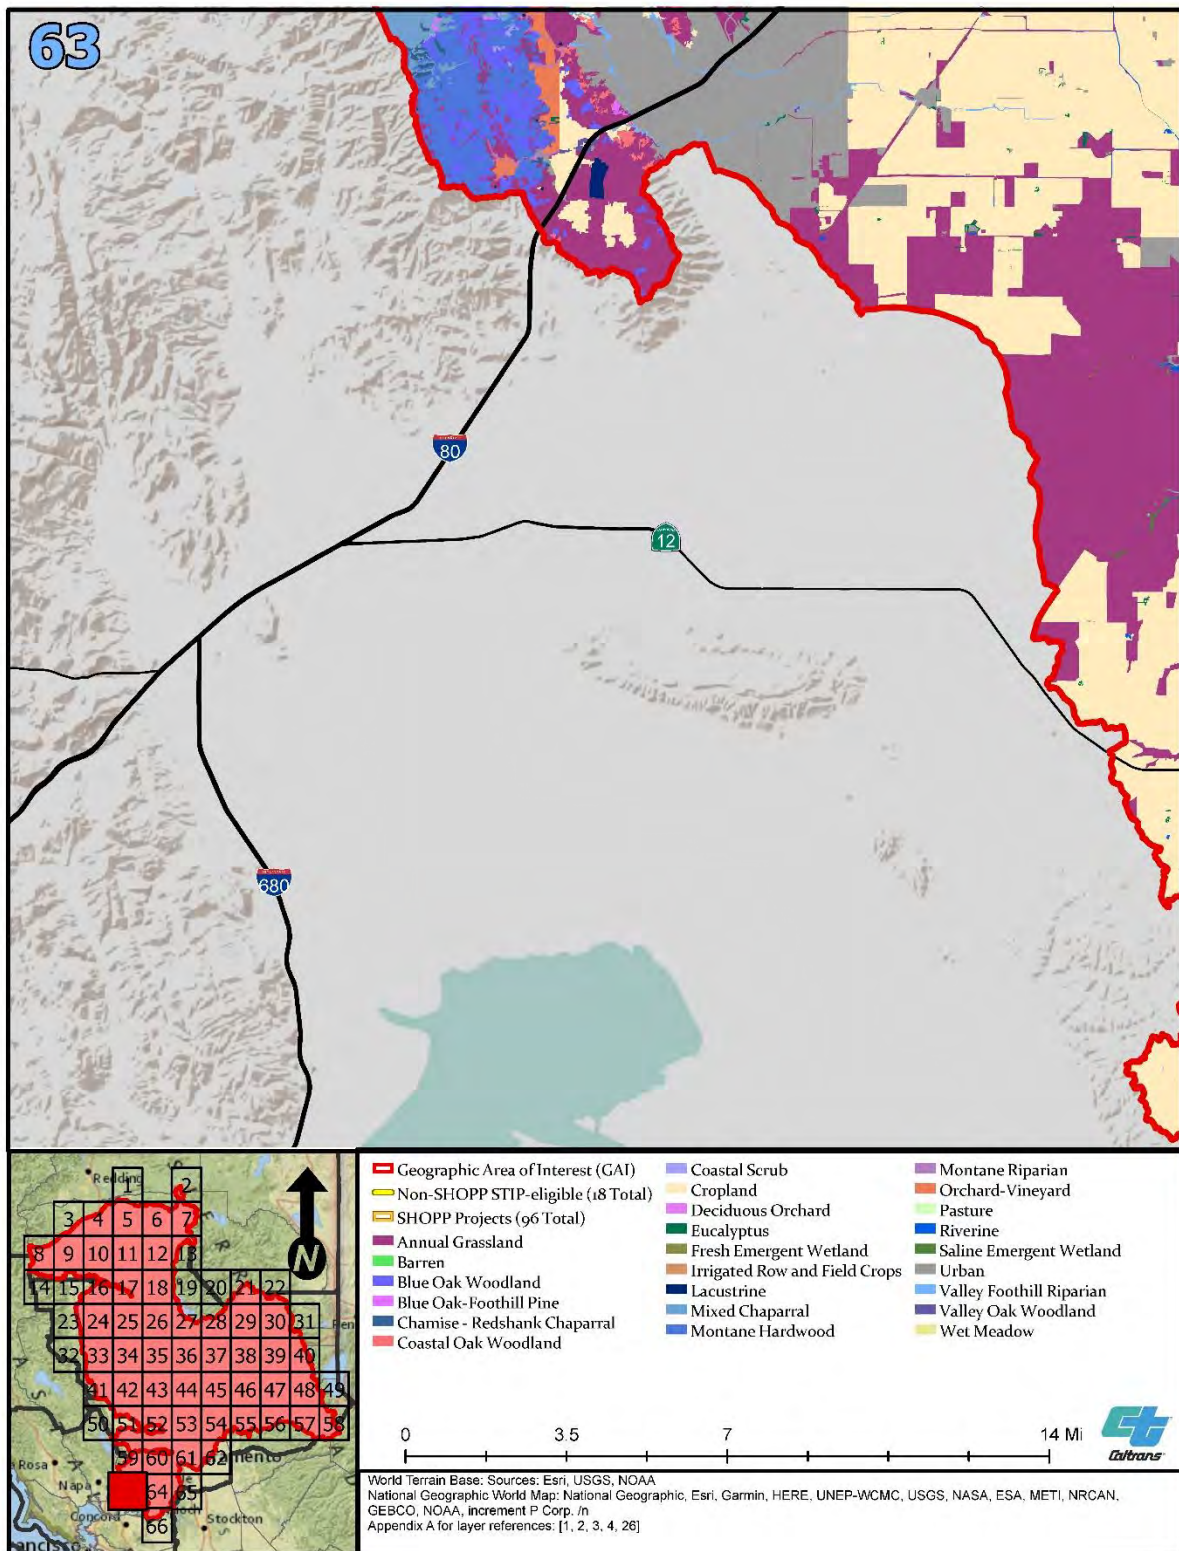 63
80
12
680
Geographic Area of Interest (GAI)
Non-SHOPP STIP-eligible (18 Total)
SHOPP Projects (96 Total)
Annual Grassland
Barren
Blue Oak Woodland
Blue Oak-Foothill Pine
Chamise - Redshank Chaparral
Coastal Oak Woodland
Coastal Scrub
Cropland
Deciduous Orchard
Eucalyptus
Fresh Emergent Wetland
Irrigated Row and Field Crops
Lacustrine
Mixed Chaparral
Montane Hardwood
Montane Riparian
Orchard-Vineyard
Pasture
Riverine
Saline Emergent Wetland
Urban
Valley Foothill Riparian
Valley Oak Woodland
Wet Meadow
0 3.5 7 14 Mi
Caltrans
World Terrain Base: Sources: Esri, USGS, NOAA
National Geographic World Map: National Geographic, Esri, Garmin, HERE, UNEP-WCMC, USGS, NASA, ESA, METI, NRCAN,
GEBCO, NOAA, increment P Corp. /n
Appendix A for layer references: [1, 2, 3, 4, 26]
Redding
1 2
3 4 5 6 7
8 9 10 11 12 13
14 15 16 17 18 19 20 21 22
23 24 25 26 27 28 29 30 31
32 33 34 35 36 37 38 39 40
41 42 43 44 45 46 47 48 49
50 51 52 53 54 55 56 57 58
59 60 61 62
Rosa
Napa
64 65
Concord
66
Stockton
N